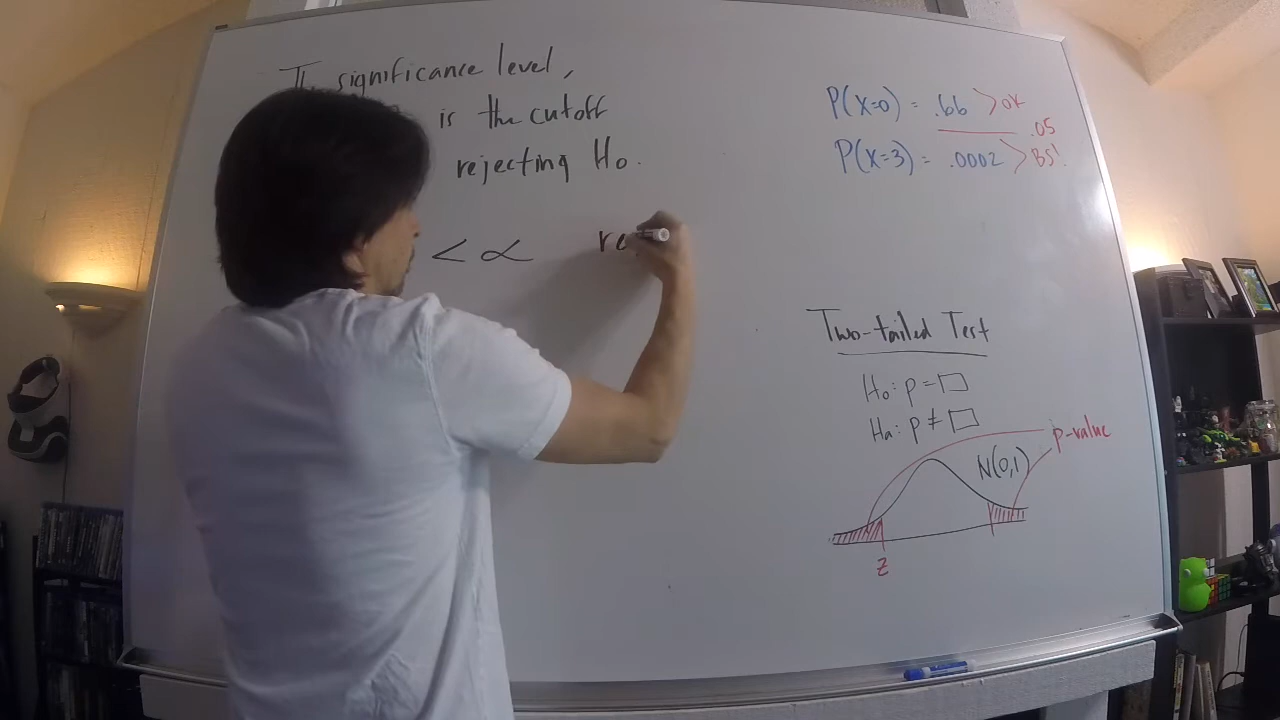 The significance level,
is the cutoff
rejecting H₀.
< α re
P(X=0) = .66 > ok
.05
P(X=3) = .0002 > BS!
Two-tailed Test
H₀: p = □
Hₐ: p ≠ □
p-value
N(0,1)
z